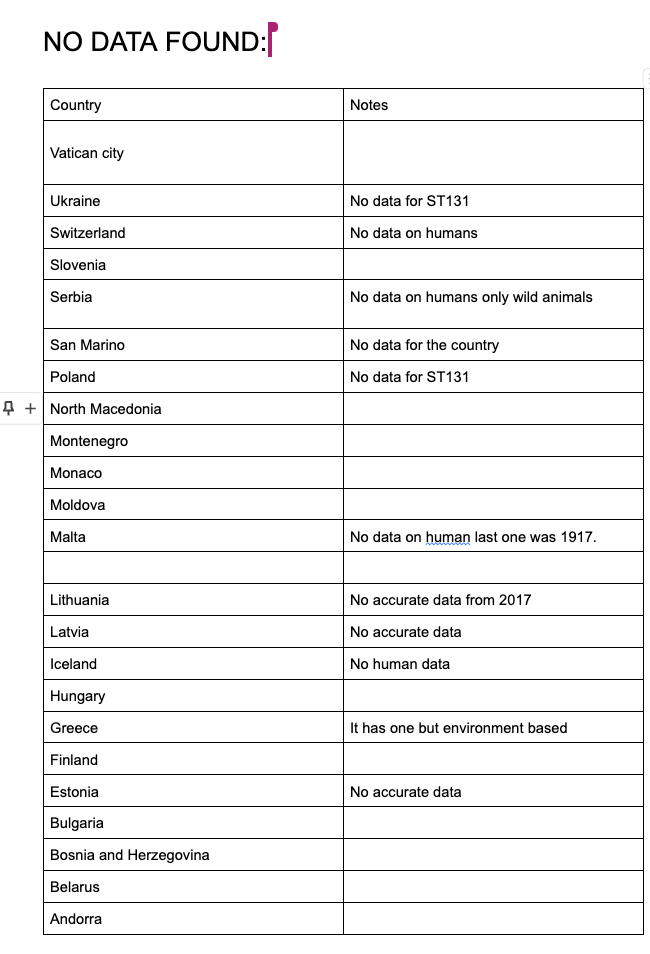 NO DATA FOUND:
Country Notes
Vatican city
Ukraine No data for ST131
Switzerland No data on humans
Slovenia
Serbia No data on humans only wild animals
San Marino No data for the country
Poland No data for ST131
North Macedonia
Montenegro
Monaco
Moldova
Malta No data on human last one was 1917.
Lithuania No accurate data from 2017
Latvia No accurate data
Iceland No human data
Hungary
Greece It has one but environment based
Finland
Estonia No accurate data
Bulgaria
Bosnia and Herzegovina
Belarus
Andorra